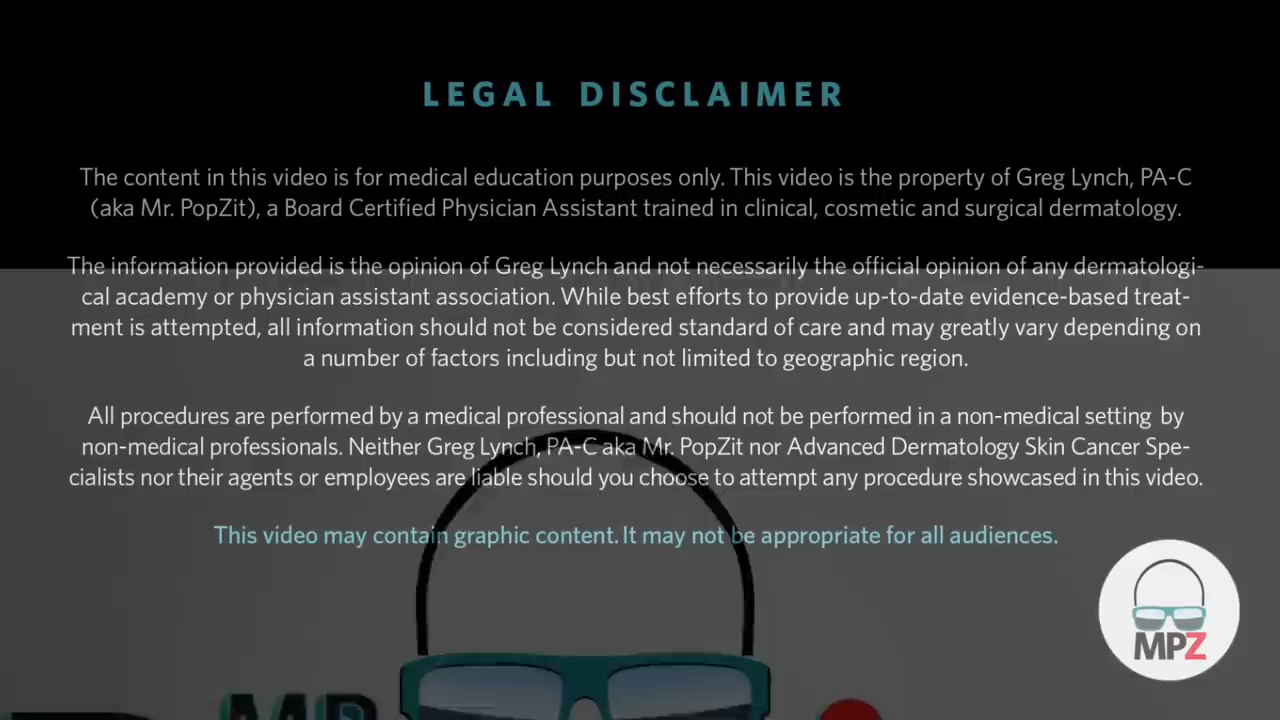 LEGAL DISCLAIMER
The content in this video is for medical education purposes only. This video is the property of Greg Lynch, PA-C
(aka Mr. PopZit), a Board Certified Physician Assistant trained in clinical, cosmetic and surgical dermatology.
The information provided is the opinion of Greg Lynch and not necessarily the official opinion of any dermatologi-
cal academy or physician assistant association. While best efforts to provide up-to-date evidence-based treat-
ment is attempted, all information should not be considered standard of care and may greatly vary depending on
a number of factors including but not limited to geographic region.
All procedures are performed by a medical professional and should not be performed in a non-medical setting by
non-medical professionals. Neither Greg Lynch, PA-C aka Mr. PopZit nor Advanced Dermatology Skin Cancer Spe-
cialists nor their agents or employees are liable should you choose to attempt any procedure showcased in this video.
This video may contain graphic content. It may not be appropriate for all audiences.
MPZ